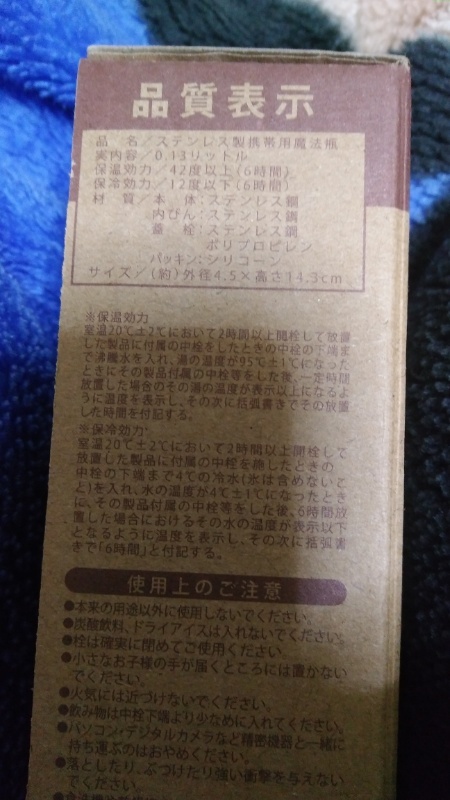 品質表示
品 名／ステンレス製携帯用魔法瓶
実内容／0.13リットル
保温効力／42度以上(6時間)
保冷効力／12度以下(6時間)
材 質／本 体：ステンレス鋼
内びん：ステンレス鋼
蓋 栓：ステンレス鋼
ポリプロピレン
パッキン：シリコーン
サイズ／(約)外径4.5×高さ14.3cm
※保温効力
室温20℃±2℃において2時間以上開栓して放置
した製品に付属の中栓をしたときの中栓の下端ま
で沸騰水を入れ、湯の温度が95℃±1℃になった
ときにその製品付属の中栓等をした後、一定時間
放置した場合のその湯の温度が表示以上になるよ
うに温度を表示し、その次に括弧書きでその放置
した時間を付記する。
※保冷効力
室温20℃±2℃において2時間以上開栓して
放置した製品に付属の中栓を施したときの
中栓の下端まで4℃の冷水(氷は含めないこ
と)を入れ、水の温度が4℃±1℃になったとき
に、その製品付属の中栓等をした後、6時間放
置した場合におけるその水の温度が表示以下
となるように温度を表示し、その次に括弧書
きで「6時間」と付記する。
使用上のご注意
●本来の用途以外に使用しないでください。
●炭酸飲料、ドライアイスは入れないでください。
●栓は確実に閉めてご使用ください。
●小さなお子様の手が届くところには置かない
でください。
●火気には近づけないでください。
●飲み物は中栓下端より少なめに入れてください。
●パソコン・デジタルカメラなど精密機器と一緒に
持ち運ぶのはおやめください。
●落としたり、ぶつけたり強い衝撃を与えない
でください。